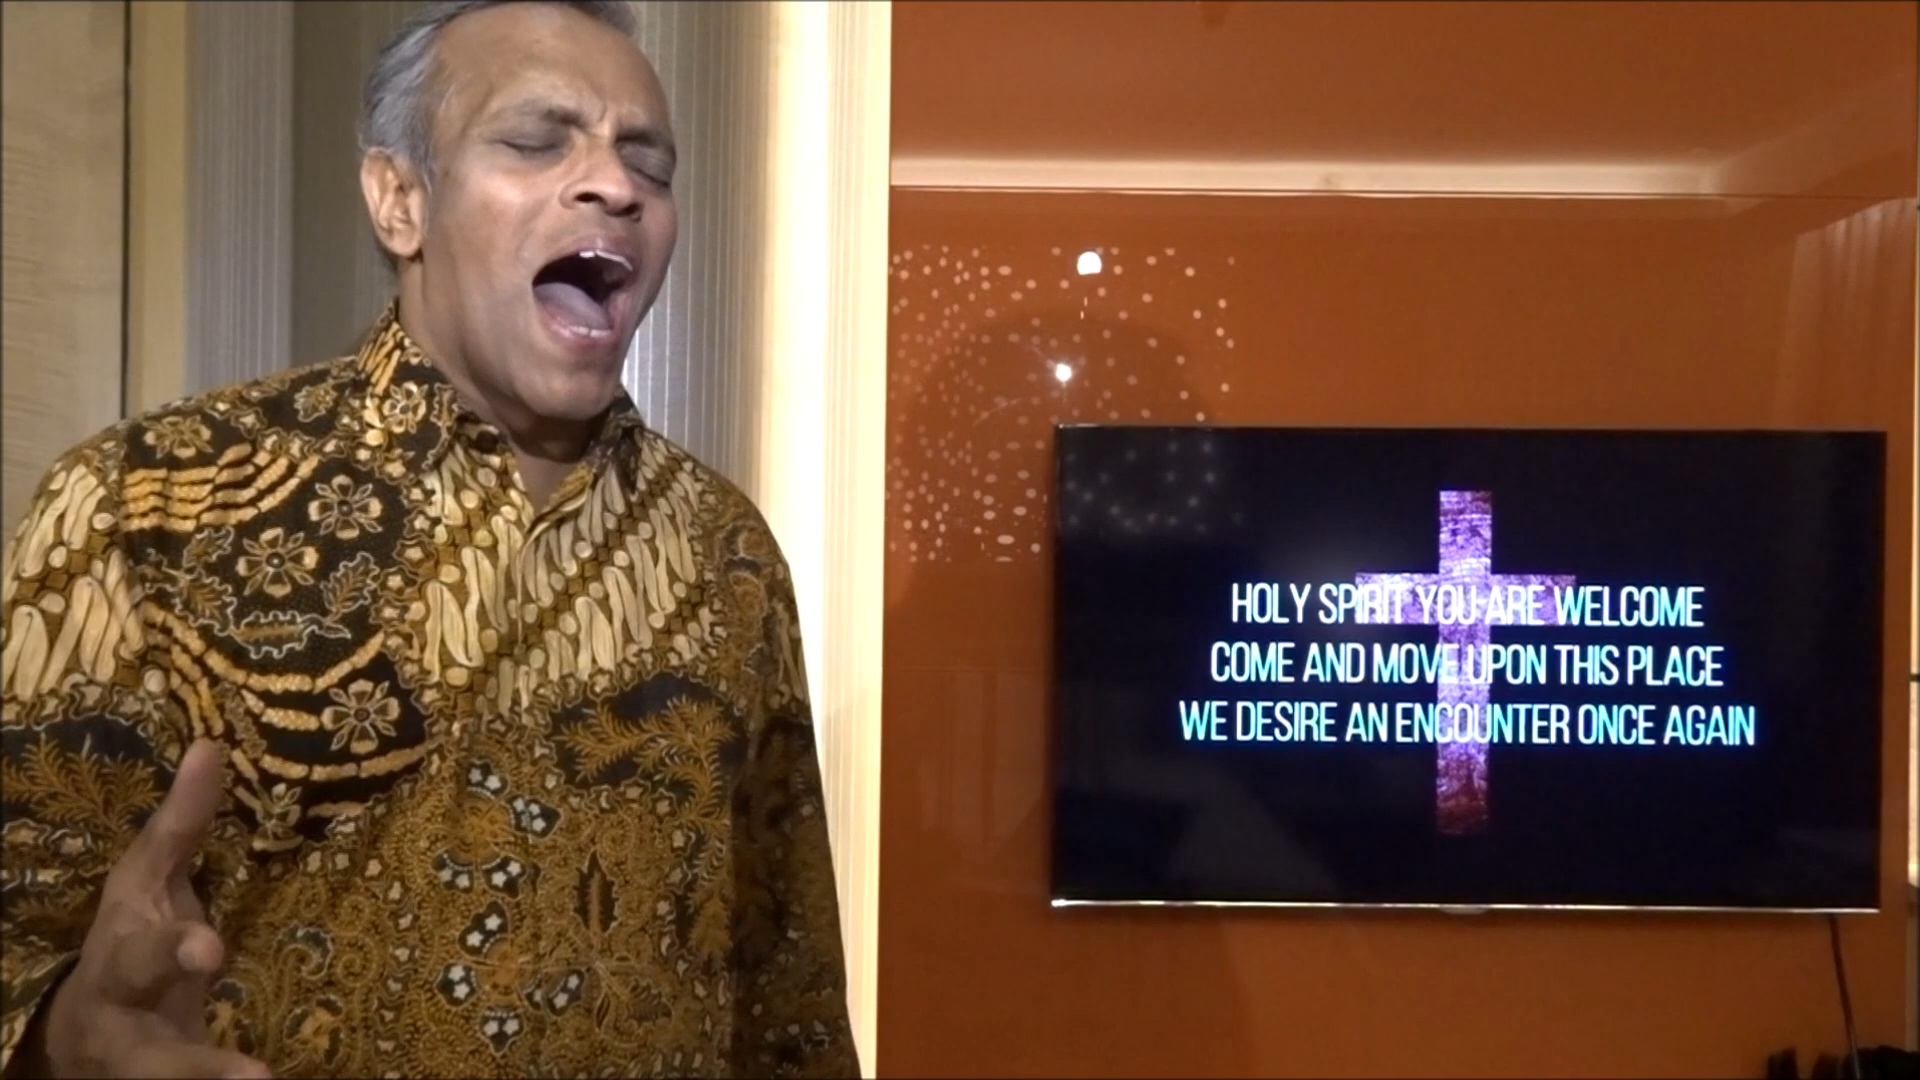 HOLY SPIRIT YOU ARE WELCOME
COME AND MOVE UPON THIS PLACE
WE DESIRE AN ENCOUNTER ONCE AGAIN